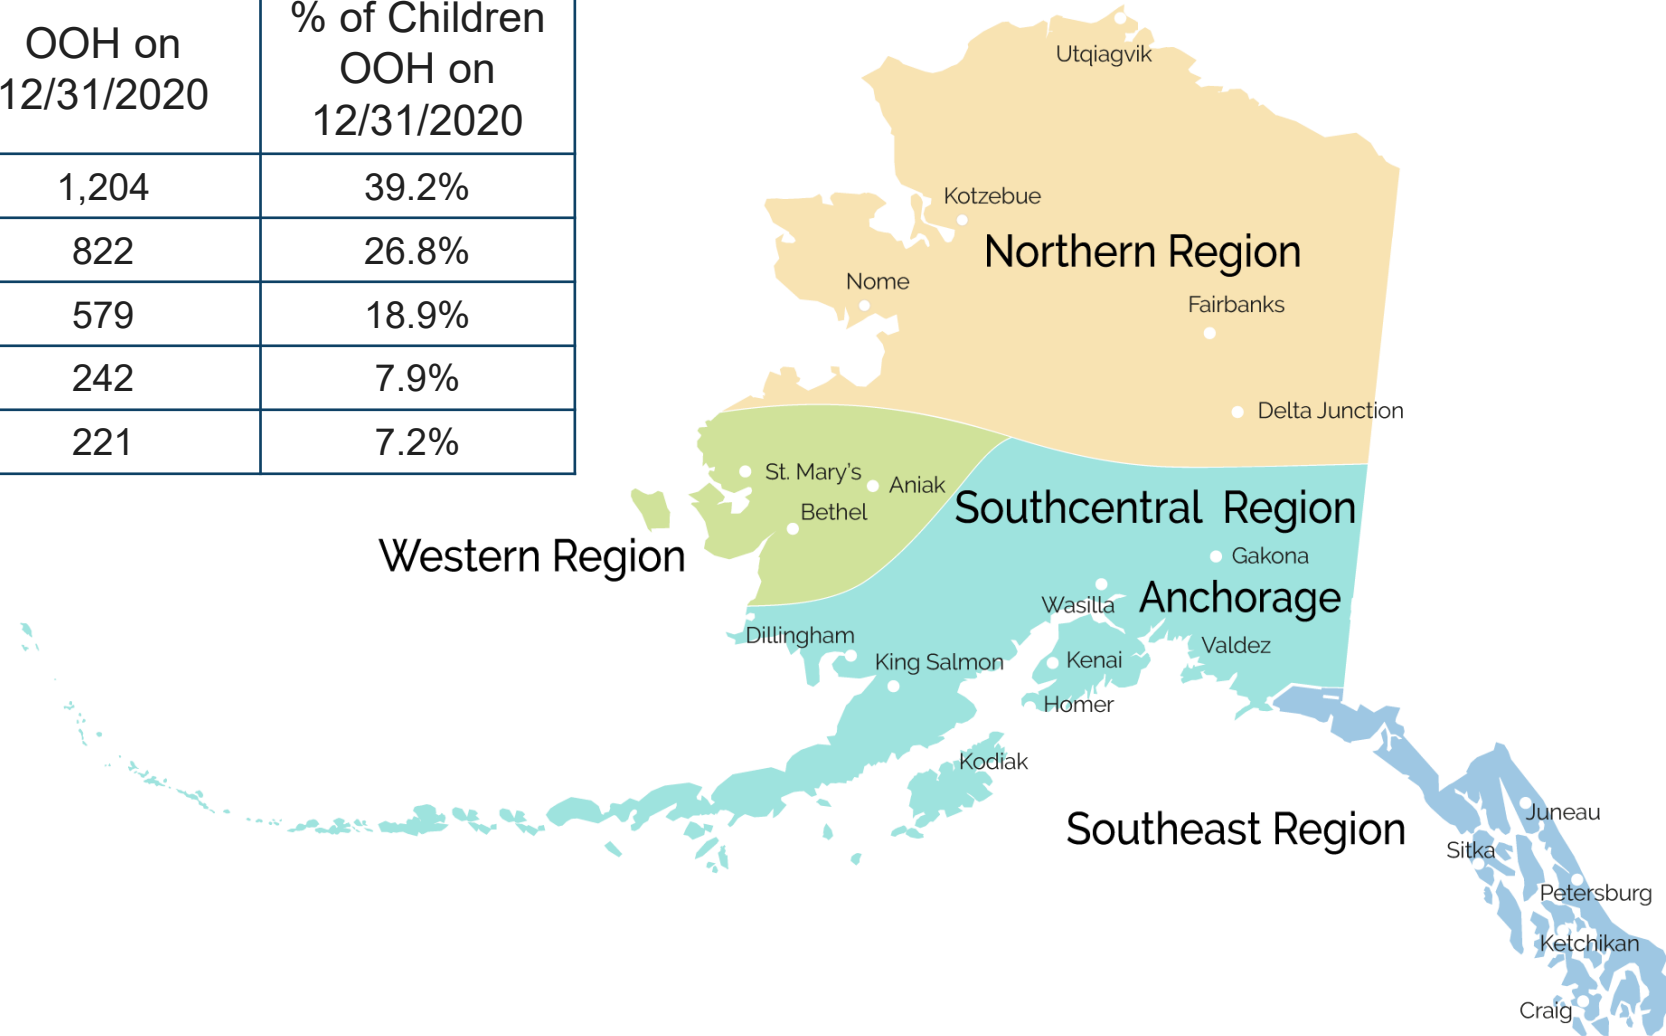 OOH on
12/31/2020
% of Children
OOH on
12/31/2020
1,204 39.2%
822 26.8%
579 18.9%
242 7.9%
221 7.2%
Utqiagvik
Kotzebue
Northern Region
Nome
Fairbanks
Delta Junction
St. Mary's
Aniak
Bethel
Southcentral Region
Western Region
Gakona
Wasilla
Anchorage
Dillingham
Valdez
King Salmon
Kenai
Homer
Kodiak
Southeast Region
Juneau
Sitka
Petersburg
Ketchikan
Craig